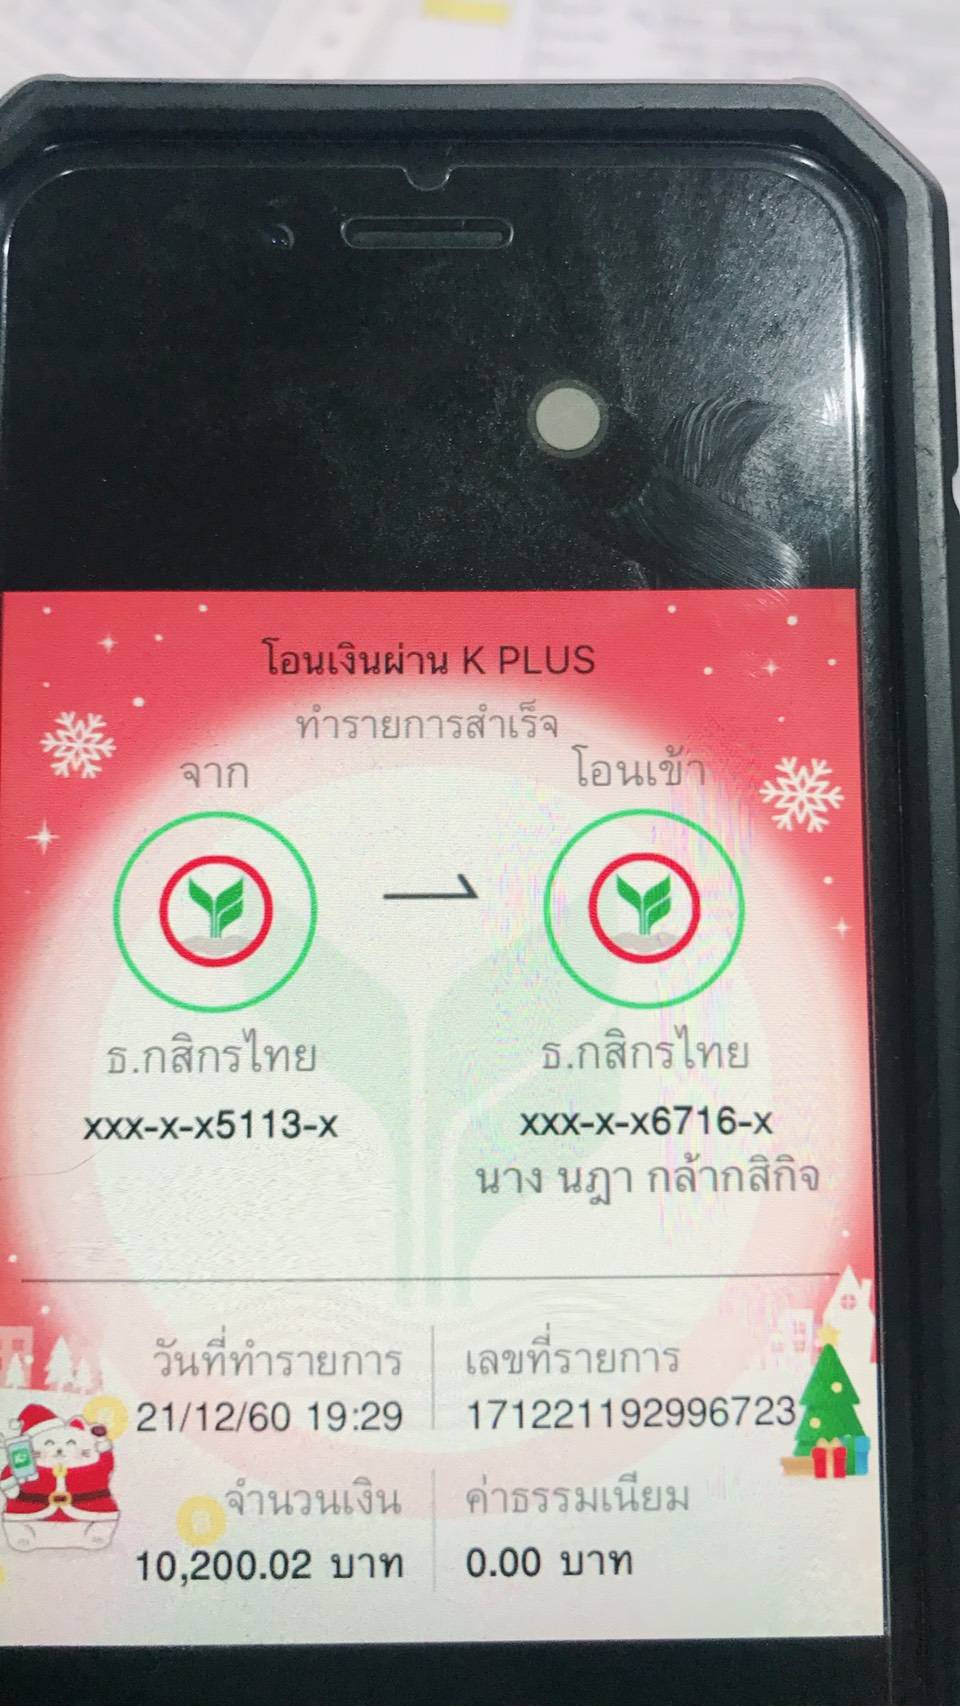 โอนเงินผ่าน K PLUS
ทำรายการสำเร็จ
จาก
โอนเข้า
ธ.กสิกรไทย
ธ.กสิกรไทย
xxx-x-x5113-x
xxx-x-x6716-x
นาง นฎา กล้ากสิกิจ
วันที่ทำรายการ
เลขที่รายการ
21/12/60 19:29
171221192996723
จำนวนเงิน
ค่าธรรมเนียม
10,200.02 บาท
0.00 บาท